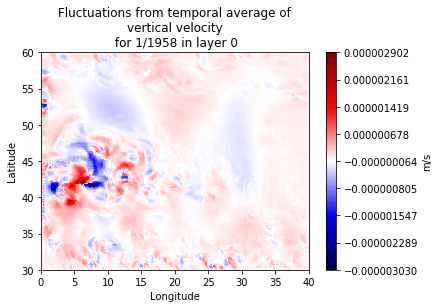 Fluctuations from temporal average of
vertical velocity
for 1/1958 in layer 0
60
55
50
45
40
35
30
Latitude
0 5 10 15 20 25 30 35 40
Longitude
0.000002902
0.000002161
0.000001419
0.000000678
−0.000000064
−0.000000805
−0.000001547
−0.000002289
−0.000003030
m/s